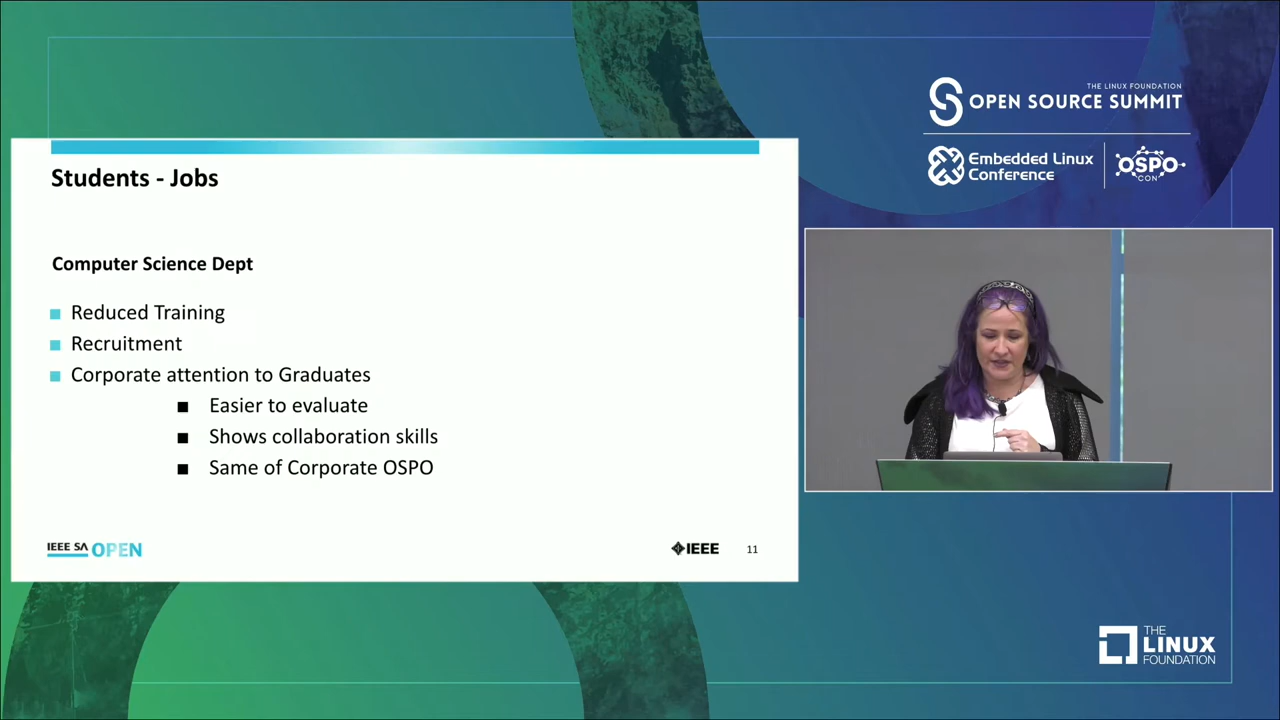 THE LINUX FOUNDATION
OPEN SOURCE SUMMIT
Embedded Linux
Conference
OSPO
CON
Students - Jobs
Computer Science Dept
Reduced Training
Recruitment
Corporate attention to Graduates
Easier to evaluate
Shows collaboration skills
Same of Corporate OSPO
IEEE SA OPEN
IEEE
11
THE
LINUX
FOUNDATION